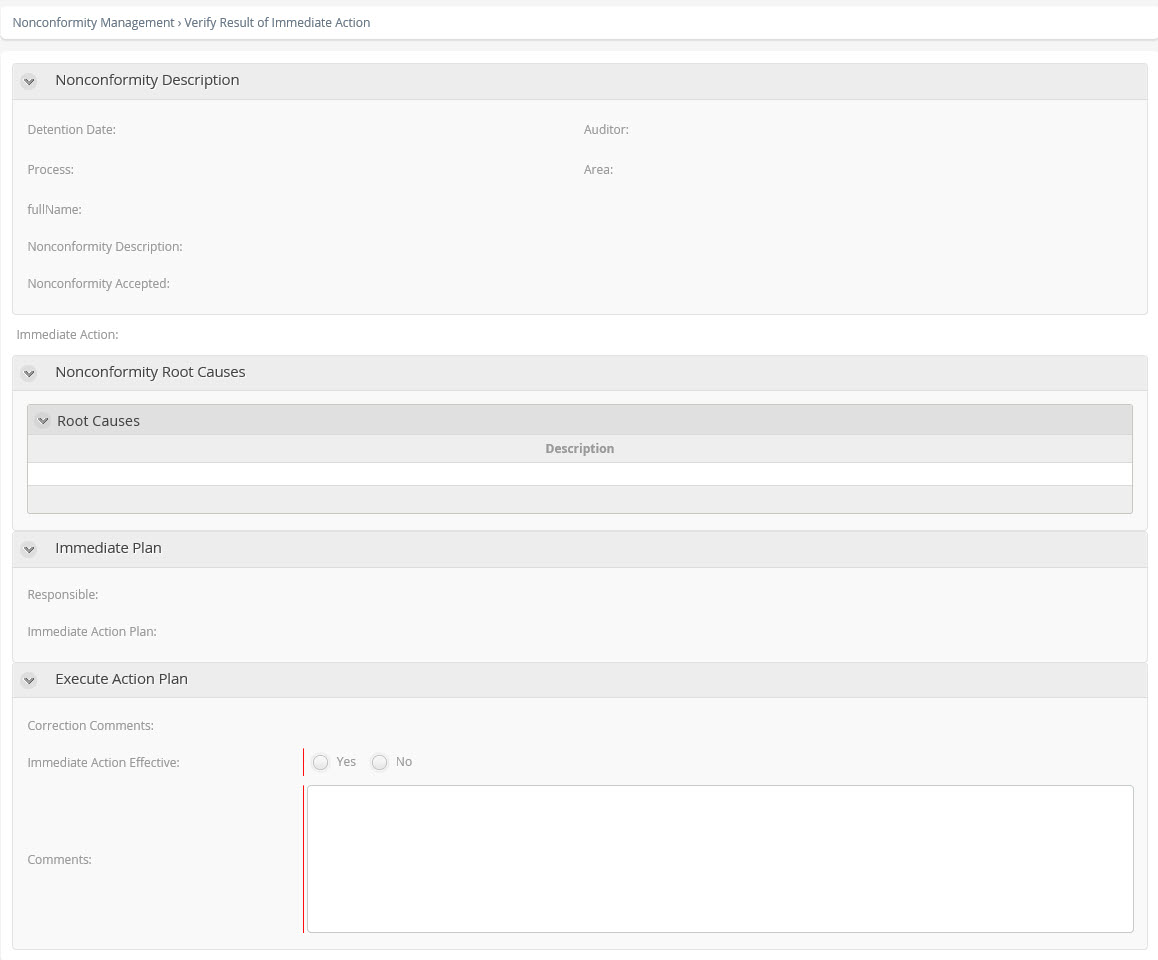 Nonconformity Management › Verify Result of Immediate Action
Nonconformity Description
Detention Date: Auditor:
Process: Area:
fullName:
Nonconformity Description:
Nonconformity Accepted:
Immediate Action:
Nonconformity Root Causes
Root Causes
Description
Immediate Plan
Responsible:
Immediate Action Plan:
Execute Action Plan
Correction Comments:
Immediate Action Effective: Yes No
Comments: